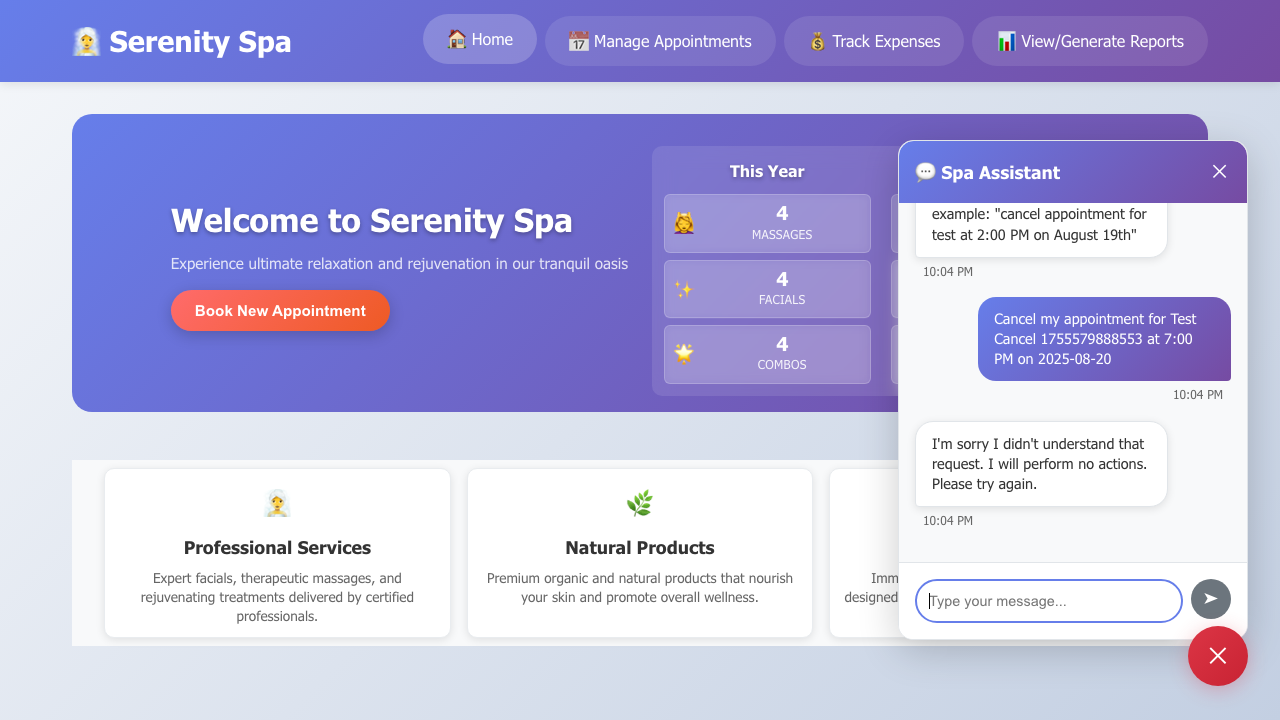 Serenity Spa
Home
Manage Appointments
Track Expenses
View/Generate Reports
Welcome to Serenity Spa
Experience ultimate relaxation and rejuvenation in our tranquil oasis
Book New Appointment
This Year
4
MASSAGES
4
FACIALS
4
COMBOS
Professional Services
Expert facials, therapeutic massages, and
rejuvenating treatments delivered by certified
professionals.
Natural Products
Premium organic and natural products that nourish
your skin and promote overall wellness.
Imm
designed
Spa Assistant
example: "cancel appointment for
test at 2:00 PM on August 19th"
10:04 PM
Cancel my appointment for Test
Cancel 1755579888553 at 7:00
PM on 2025-08-20
10:04 PM
I'm sorry I didn't understand that
request. I will perform no actions.
Please try again.
10:04 PM
Type your message...